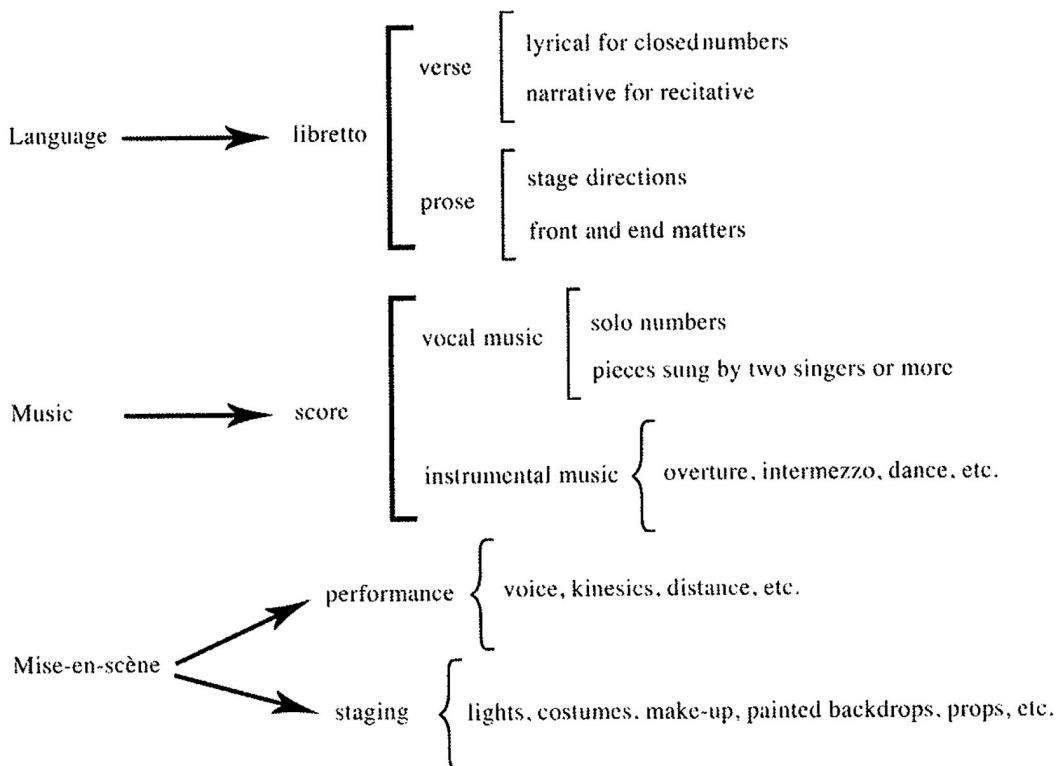 lyrical for closed numbers
verse
narrative for recitative
Language
libretto
stage directions
prose
front and end matters
solo numbers
vocal music
pieces sung by two singers or more
Music
score
instrumental music
overture, intermezzo, dance, etc.
performance
voice, kinesics, distance, etc.
Mise-en-scène
staging
lights, costumes. make-up, painted backdrops, props, etc.